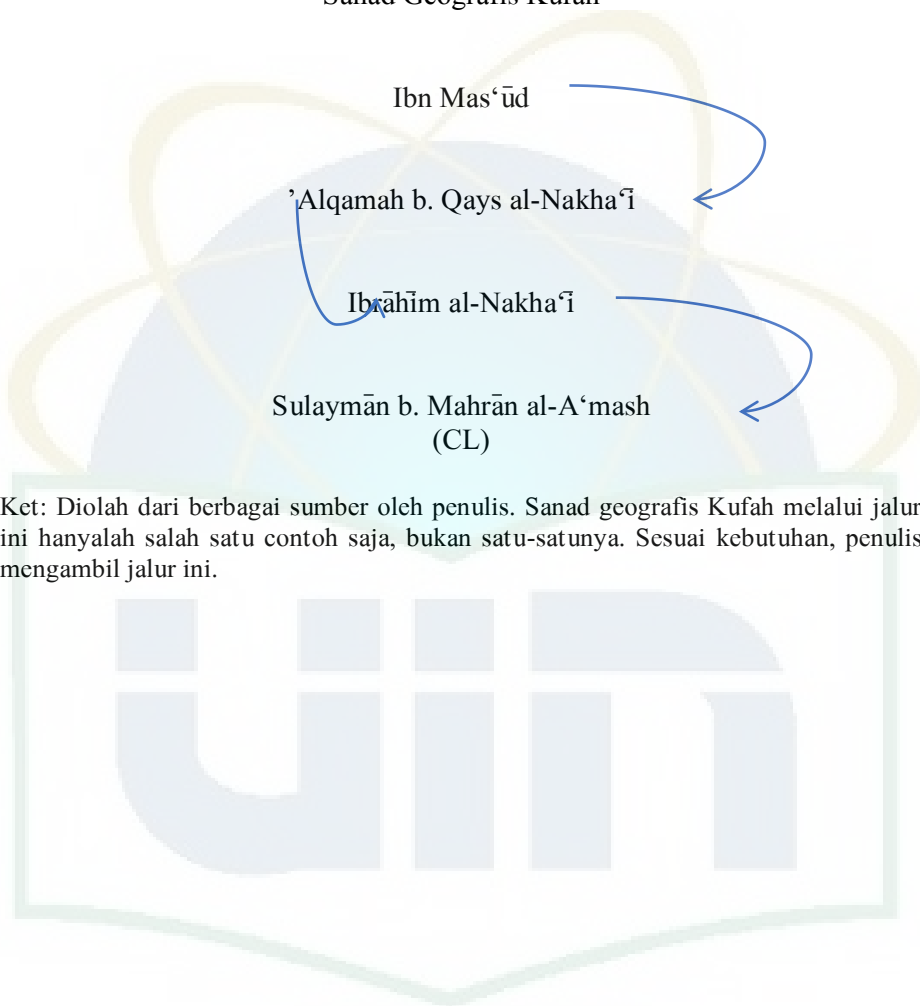 Sanad Geografis Kufah
Ibn Mas‘ūd
’Alqamah b. Qays al-Nakha‘ī
Ibrāhīm al-Nakha‘ī
Sulaymān b. Mahrān al-A‘mash
(CL)
Ket: Diolah dari berbagai sumber oleh penulis. Sanad geografis Kufah melalui jalur
ini hanyalah salah satu contoh saja, bukan satu-satunya. Sesuai kebutuhan, penulis
mengambil jalur ini.
uin